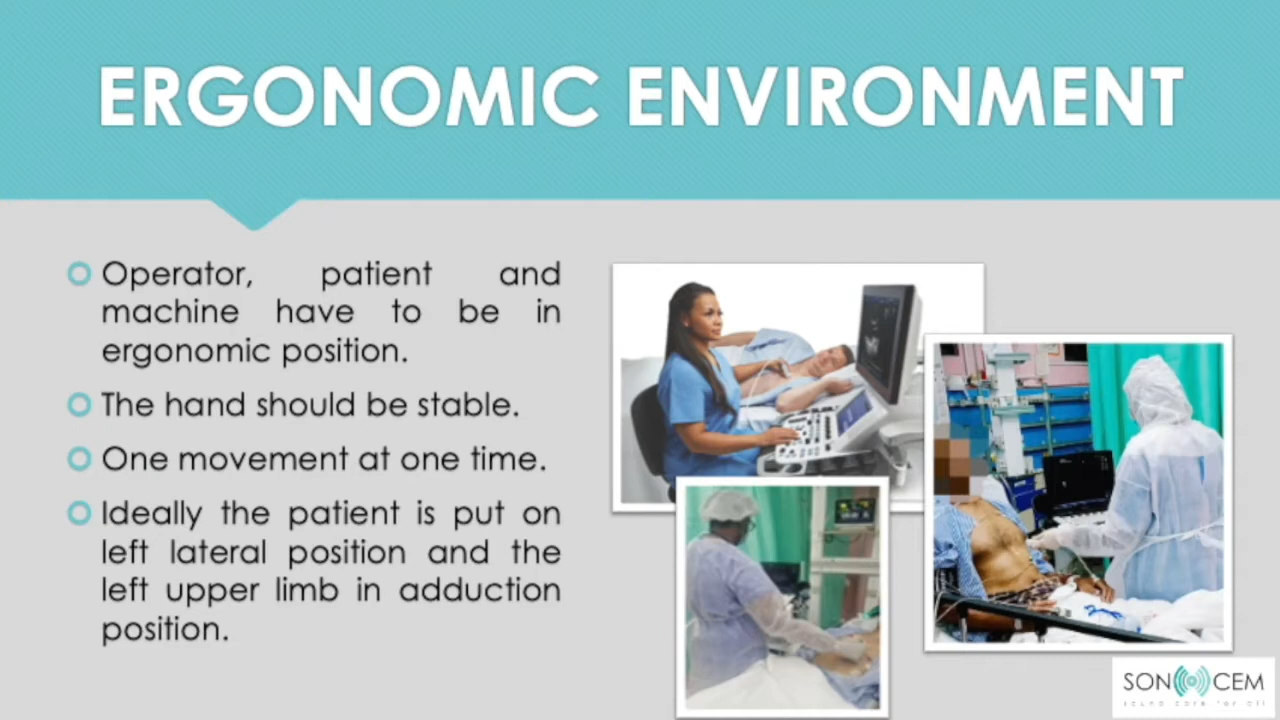 ERGONOMIC ENVIRONMENT
Operator, patient and
machine have to be in
ergonomic position.
The hand should be stable.
One movement at one time.
Ideally the patient is put on
left lateral position and the
left upper limb in adduction
position.
SON CEM